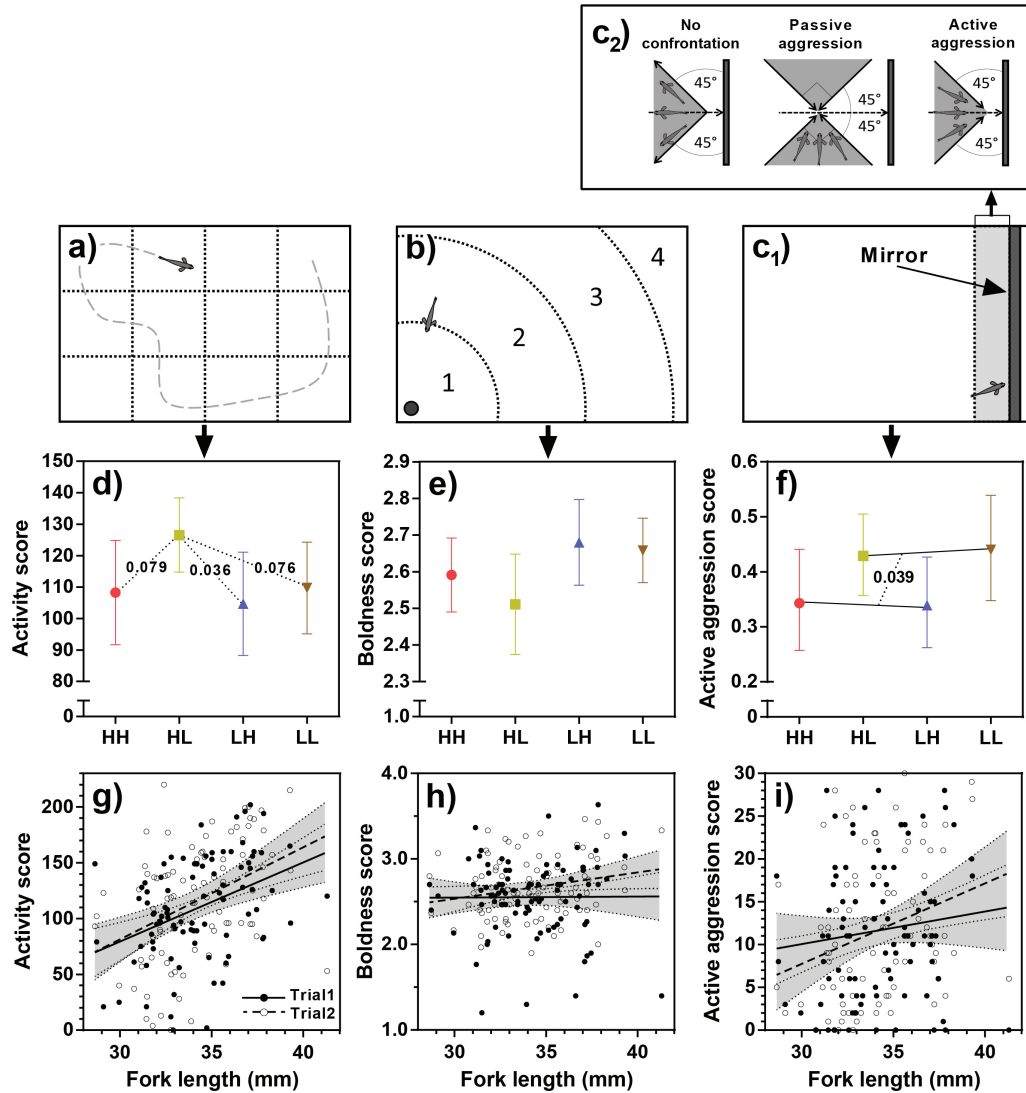 c₂)
No
confrontation
Passive
aggression
Active
aggression
45°
45°
45°
45°
45°
45°
a)
b)
1
2
3
4
c₁)
Mirror
d)
Activity score
150
140
130
120
110
100
90
80
0
0.079
0.036
0.076
HH
HL
LH
LL
e)
Boldness score
2.9
2.8
2.7
2.6
2.5
2.4
2.3
1.0
HH
HL
LH
LL
f)
Active aggression score
0.6
0.5
0.4
0.3
0.2
0.0
0.039
HH
HL
LH
LL
g)
Activity score
200
150
100
50
0
Trial1
Trial2
30
35
40
Fork length (mm)
h)
Boldness score
4.0
3.0
2.0
1.0
30
35
40
Fork length (mm)
i)
Active aggression score
30
25
20
15
10
5
0
30
35
40
Fork length (mm)